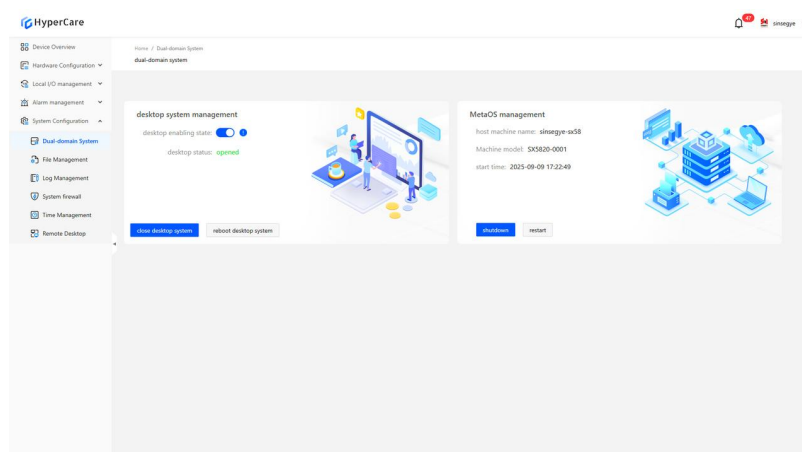 HyperCare
47
sinsegye
Device Overview
Hardware Configuration
Local I/O management
Alarm management
System Configuration
Dual-domain System
File Management
Log Management
System firewall
Time Management
Remote Desktop
Home / Dual-domain System
dual-domain system
desktop system management
desktop enabling state:
desktop status: opened
close desktop system
reboot desktop system
MetaOS management
host machine name: sinsegye-sx58
Machine model: SX5820-0001
start time: 2025-09-09 17:22:49
shutdown
restart